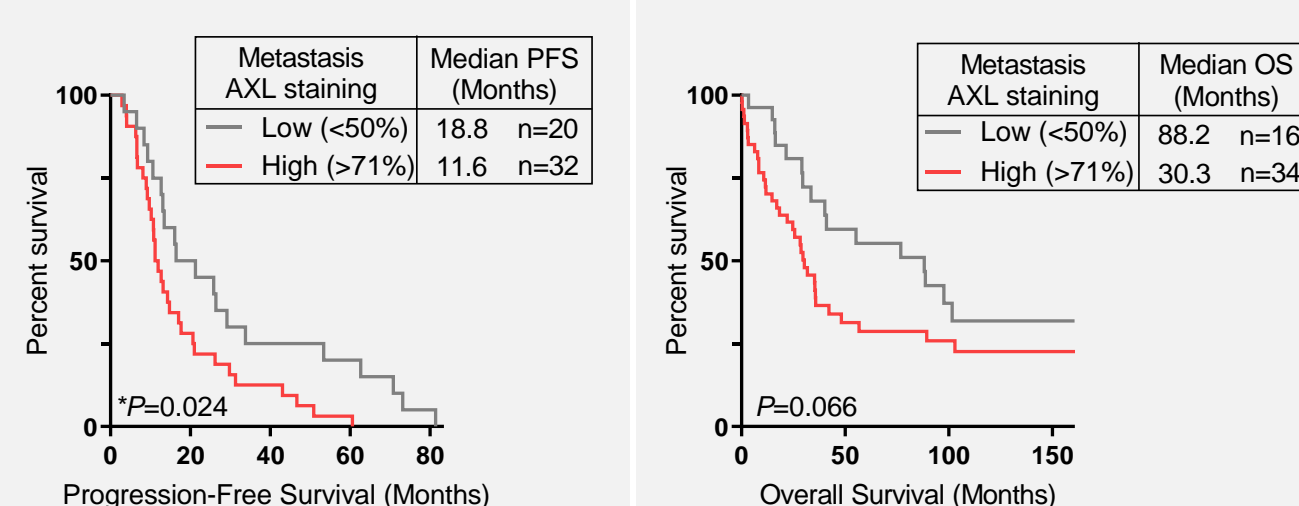 Metastasis AXL staining Median PFS (Months)
Low (<50%) 18.8 n=20
High (>71%) 11.6 n=32
Percent survival
100
50
0
*P=0.024
0 20 40 60 80
Progression-Free Survival (Months)
Metastasis AXL staining Median OS (Months)
Low (<50%) 88.2 n=16
High (>71%) 30.3 n=34
Percent survival
100
50
0
P=0.066
0 50 100 150
Overall Survival (Months)